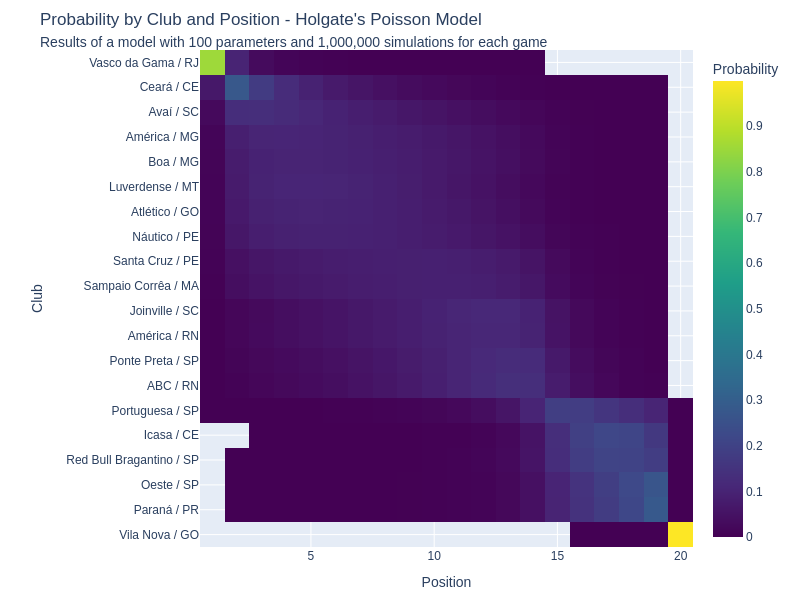 Probability by Club and Position - Holgate's Poisson Model
Results of a model with 100 parameters and 1,000,000 simulations for each game
Vasco da Gama / RJ
Ceará / CE
Avaí / SC
América / MG
Boa / MG
Luverdense / MT
Atlético / GO
Náutico / PE
Santa Cruz / PE
Sampaio Corrêa / MA
Joinville / SC
América / RN
Ponte Preta / SP
ABC / RN
Portuguesa / SP
Icasa / CE
Red Bull Bragantino / SP
Oeste / SP
Paraná / PR
Vila Nova / GO
Club
5
10
15
20
Position
Probability
0.9
0.8
0.7
0.6
0.5
0.4
0.3
0.2
0.1
0